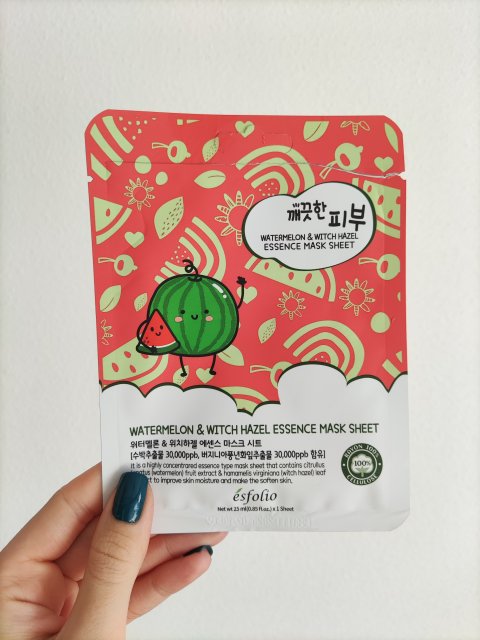 깨끗한 피부
WATERMELON & WITCH HAZEL
ESSENCE MASK SHEET
WATERMELON & WITCH HAZEL ESSENCE MASK SHEET
워터멜론 & 위치하젤 에센스 마스크 시트
[수박추출물 30,000ppb, 버지니아풍년화잎추출물 30,000ppb 함유]
It is a highly concentrared essence type mask sheet that contains citrullus
(watermelon) fruit extract & hamamelis virginiana (witch hazel) leaf
to improve skin moisture and make the soften skin.
ésfolio
Net wt 25 ml(0.85 fl.oz.) x 1 Sheet
100%
CELLULOSE